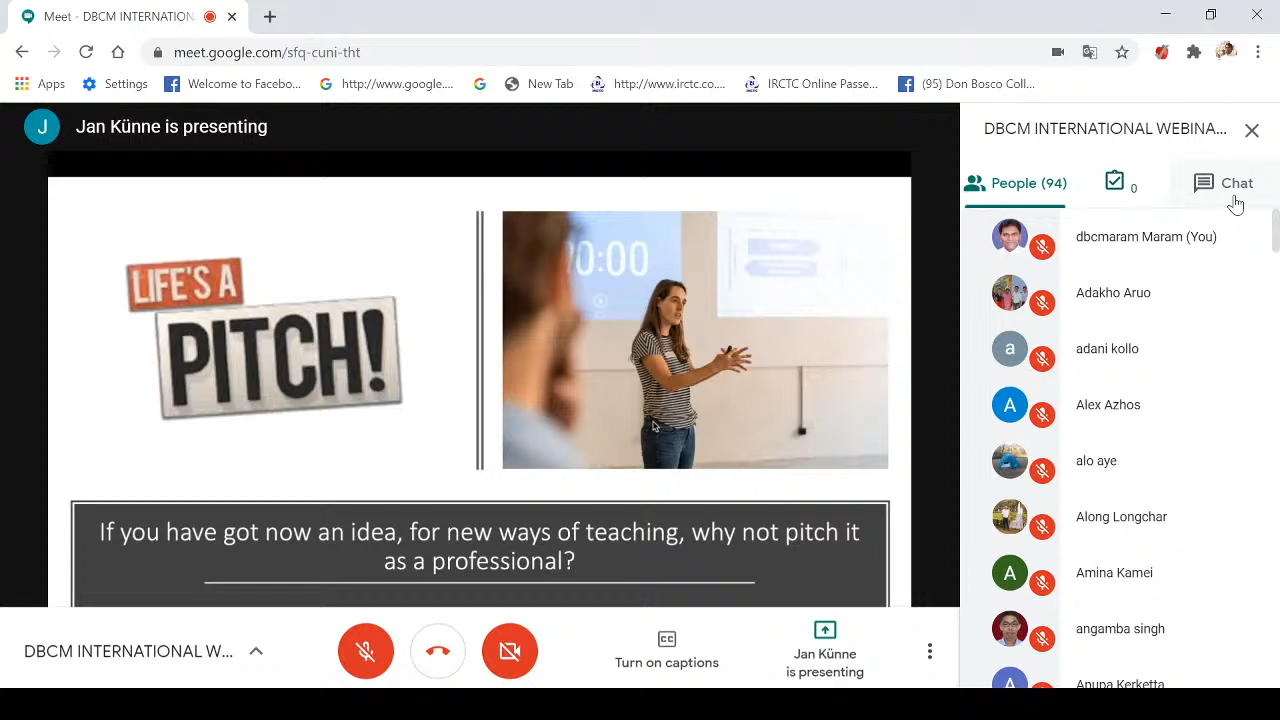 Meet - DBCM INTERNATION
meet.google.com/sfq-cuni-tht
Apps
Settings
Welcome to Facebo...
http://www.google....
New Tab
http://www.irctc.co....
IRCTC Online Passe...
(95) Don Bosco Coll...
J
Jan Künne is presenting
DBCM INTERNATIONAL WEBINA...
People (94)
0
Chat
LIFE'S A
PITCH!
00:00
If you have got now an idea, for new ways of teaching, why not pitch it
as a professional?
dbcmaram Maram (You)
Adakho Aruo
a
adani kollo
A
Alex Azhos
alo aye
Along Longchar
A
Amina Kamei
angamba singh
A
Anupa Kerketta
DBCM INTERNATIONAL W...
CC
Turn on captions
Jan Künne
is presenting